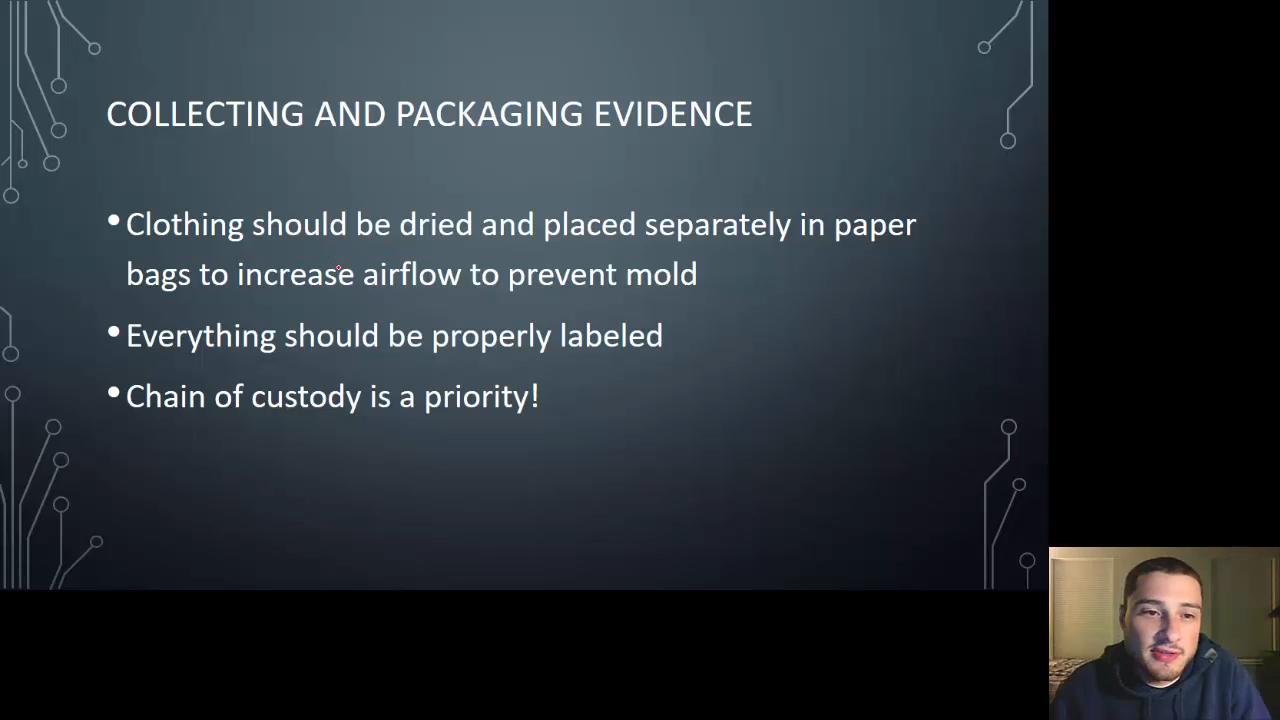 COLLECTING AND PACKAGING EVIDENCE
• Clothing should be dried and placed separately in paper
bags to increase airflow to prevent mold
• Everything should be properly labeled
• Chain of custody is a priority!